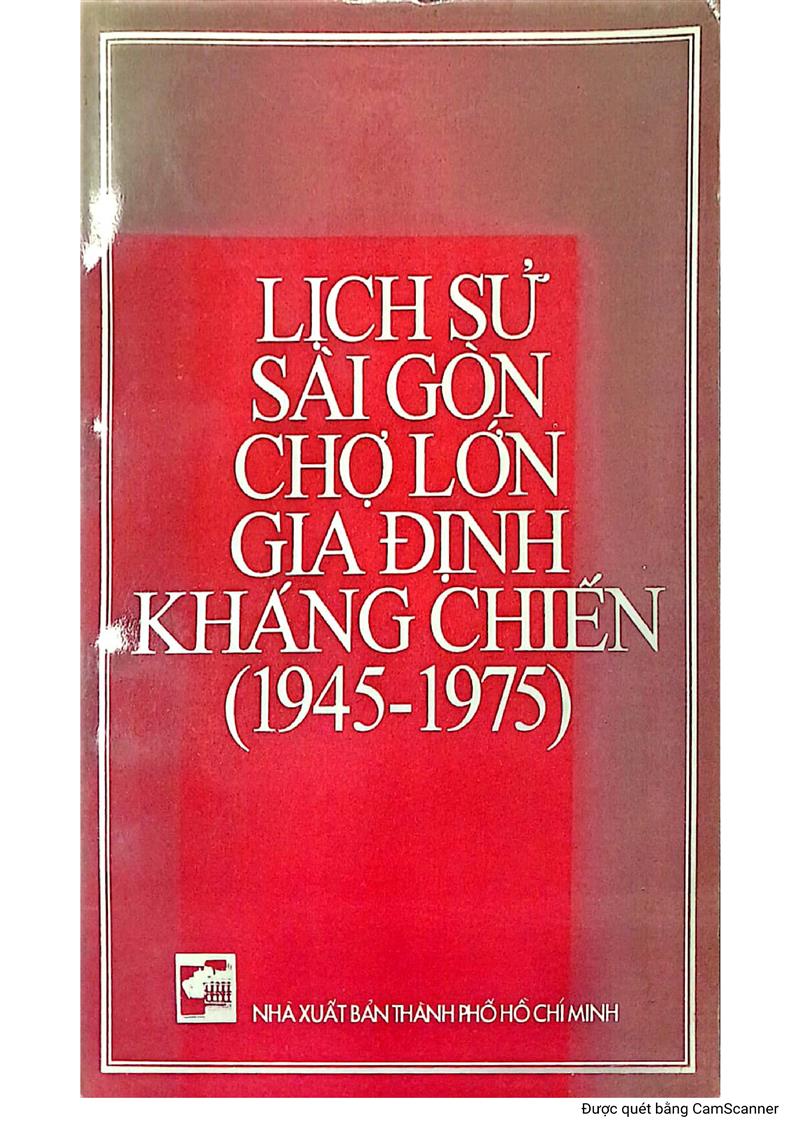 LỊCH SỬ
SÀI GÒN
CHỢ LỚN
GIA ĐỊNH
KHÁNG CHIẾN
(1945-1975)
NHÀ XUẤT BẢN THÀNH PHỐ HỒ CHÍ MINH
Được quét bằng CamScanner